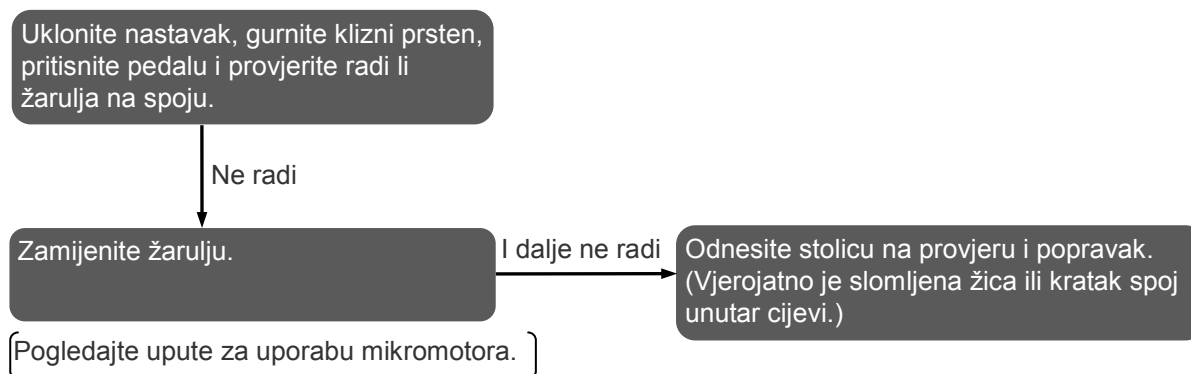 Uklonite nastavak, gurnite klizni prsten,
pritisnite pedalu i provjerite radi li
žarulja na spoju.
Ne radi
Zamijenite žarulju.
I dalje ne radi
Odnesite stolicu na provjeru i popravak.
(Vjerojatno je slomljena žica ili kratak spoj
unutar cijevi.)
Pogledajte upute za uporabu mikromotora.